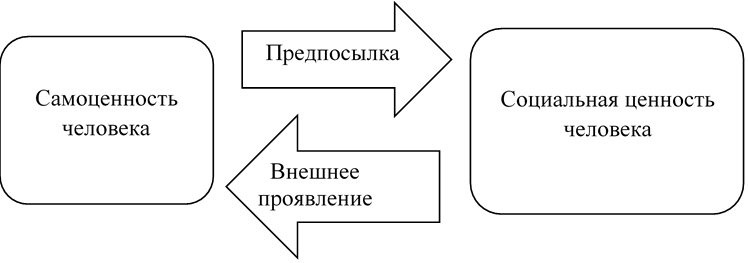 Самоценность
человека
Предпосылка
Внешнее
проявление
Социальная ценность
человека